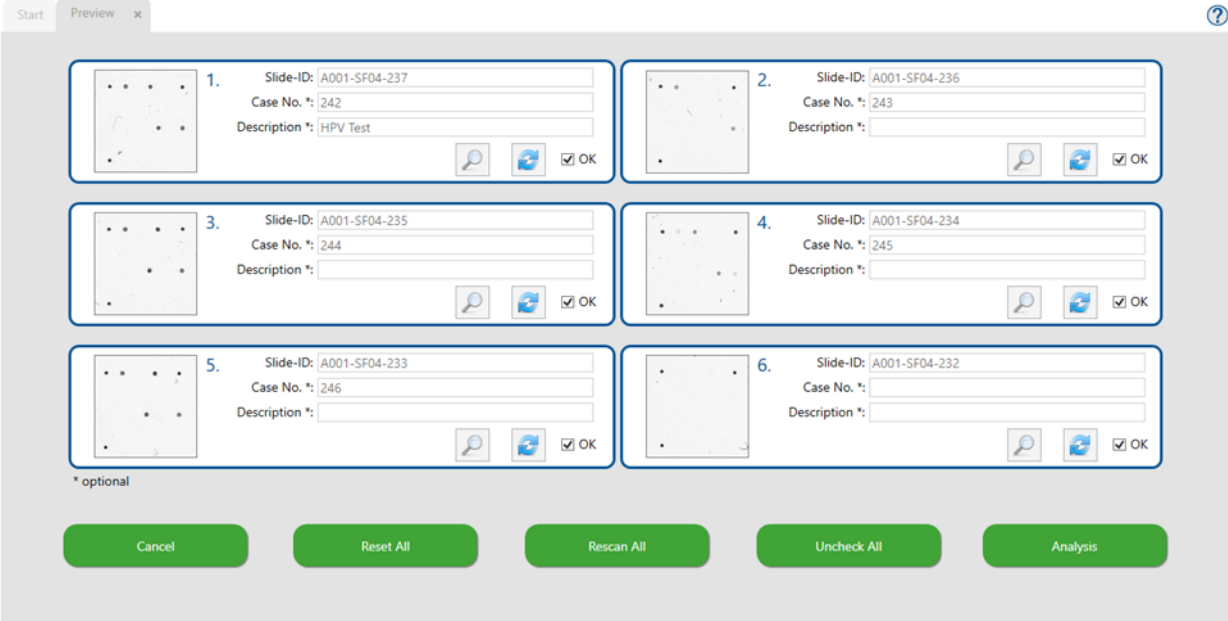 Start
Preview x
?
1.
Slide-ID: A001-SF04-237
Case No. *: 242
Description *: HPV Test
OK
2.
Slide-ID: A001-SF04-236
Case No. *: 243
Description *:
OK
3.
Slide-ID: A001-SF04-235
Case No. *: 244
Description *:
OK
4.
Slide-ID: A001-SF04-234
Case No. *: 245
Description *:
OK
5.
Slide-ID: A001-SF04-233
Case No. *: 246
Description *:
OK
6.
Slide-ID: A001-SF04-232
Case No. *:
Description *:
OK
* optional
Cancel
Reset All
Rescan All
Uncheck All
Analysis